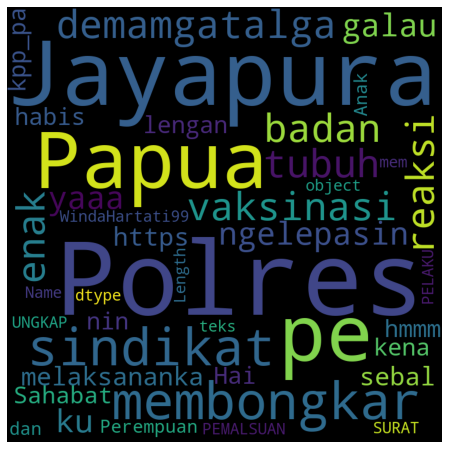 kpp_pa demamgatalga galau
Jayapura
habis lengan badan Anak
Papua tubuh mem reaksi
enak yaaa vaksinasi object
WindaHartati99
https ngelepasin
Polres Length PELAKU
Name dtype
UNGKAP nin teks pe hmmm
sindikat kena
melaksananka Hai sebal
Sahabat membongkar
dan ku Perempuan PEMALSUAN SURAT